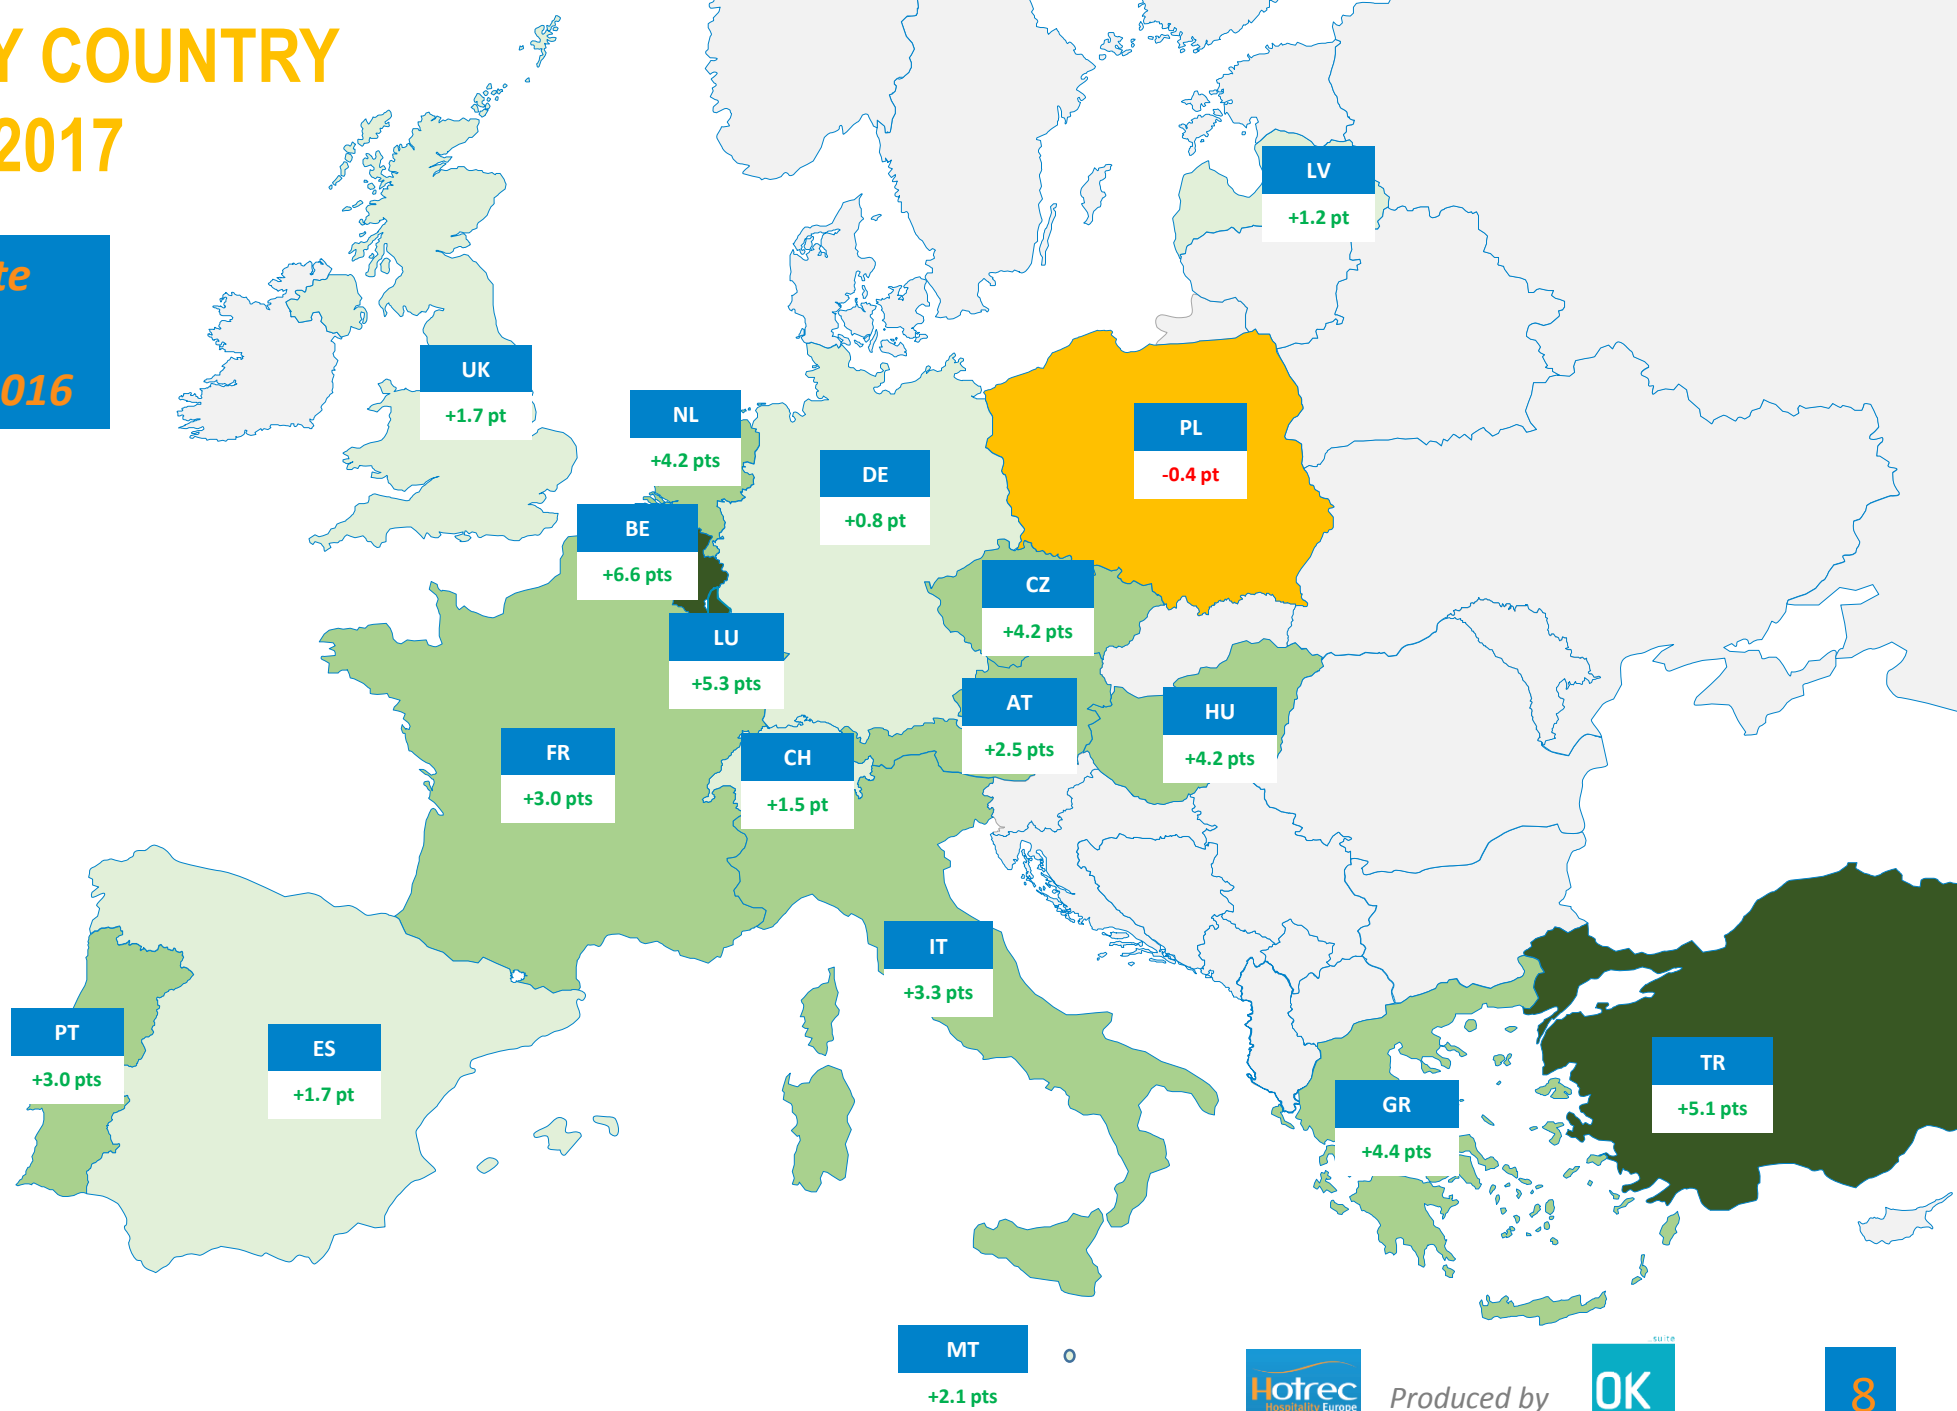 Y COUNTRY
2017
te
016
LV
+1.2 pt
UK
+1.7 pt
NL
+4.2 pts
PL
-0.4 pt
DE
+0.8 pt
BE
+6.6 pts
CZ
+4.2 pts
LU
+5.3 pts
AT
+2.5 pts
HU
+4.2 pts
FR
+3.0 pts
CH
+1.5 pt
IT
+3.3 pts
PT
+3.0 pts
ES
+1.7 pt
TR
+5.1 pts
GR
+4.4 pts
MT
+2.1 pts
Hotrec
Hospitality Europe
Produced by
suite
OK
8